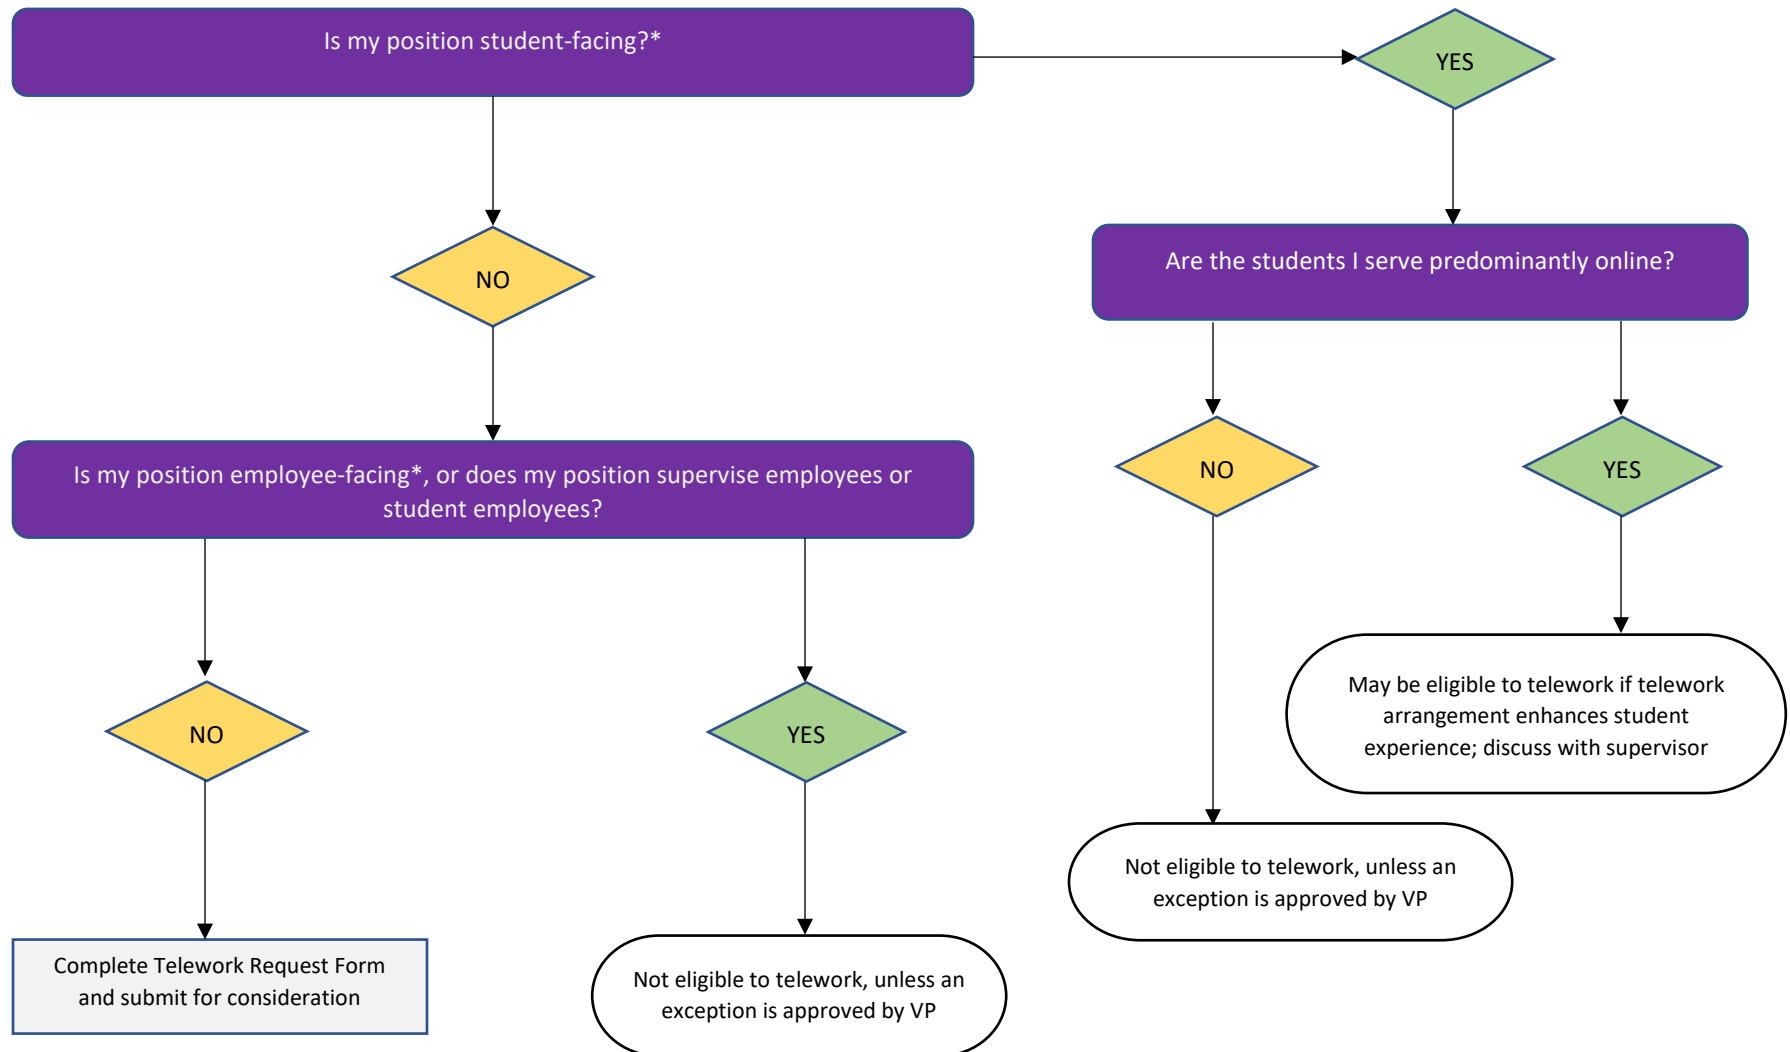 Is my position student-facing?*
YES
NO
Are the students I serve predominantly online?
Is my position employee-facing*, or does my position supervise employees or
student employees?
NO
YES
NO
YES
May be eligible to telework if telework
arrangement enhances student
experience; discuss with supervisor
Not eligible to telework, unless an
exception is approved by VP
Complete Telework Request Form
and submit for consideration
Not eligible to telework, unless an
exception is approved by VP